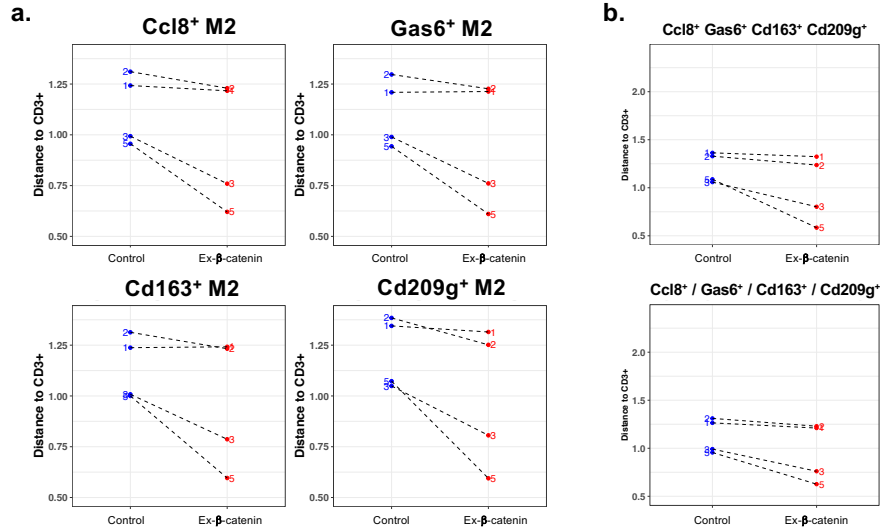 a.
Ccl8⁺ M2
Distance to CD3+
1.25
1.00
0.75
0.50
2
1
3
5
2
1
3
5
Control
Ex-β-catenin
Gas6⁺ M2
Distance to CD3+
1.25
1.00
0.75
0.50
2
1
3
5
2
1
3
5
Control
Ex-β-catenin
Cd163⁺ M2
Distance to CD3+
1.25
1.00
0.75
0.50
2
1
3
5
1
2
3
5
Control
Ex-β-catenin
Cd209g⁺ M2
Distance to CD3+
1.25
1.00
0.75
0.50
2
1
5
3
1
2
3
5
Control
Ex-β-catenin
b.
Ccl8⁺ Gas6⁺ Cd163⁺ Cd209g⁺
Distance to CD3+
2.0
1.5
1.0
0.5
1
2
5
3
1
2
3
5
Control
Ex-β-catenin
Ccl8⁺ / Gas6⁺ / Cd163⁺ / Cd209g⁺
Distance to CD3+
2.0
1.5
1.0
0.5
2
1
3
5
2
1
3
5
Control
Ex-β-catenin